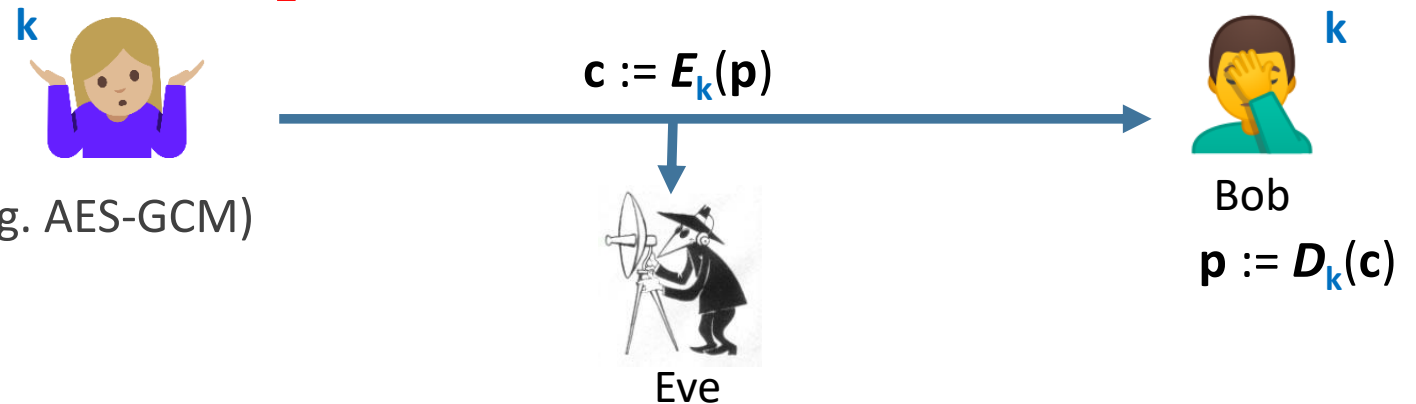 k
k
c := Eₖ(p)
g. AES-GCM)
Bob
p := Dₖ(c)
Eve